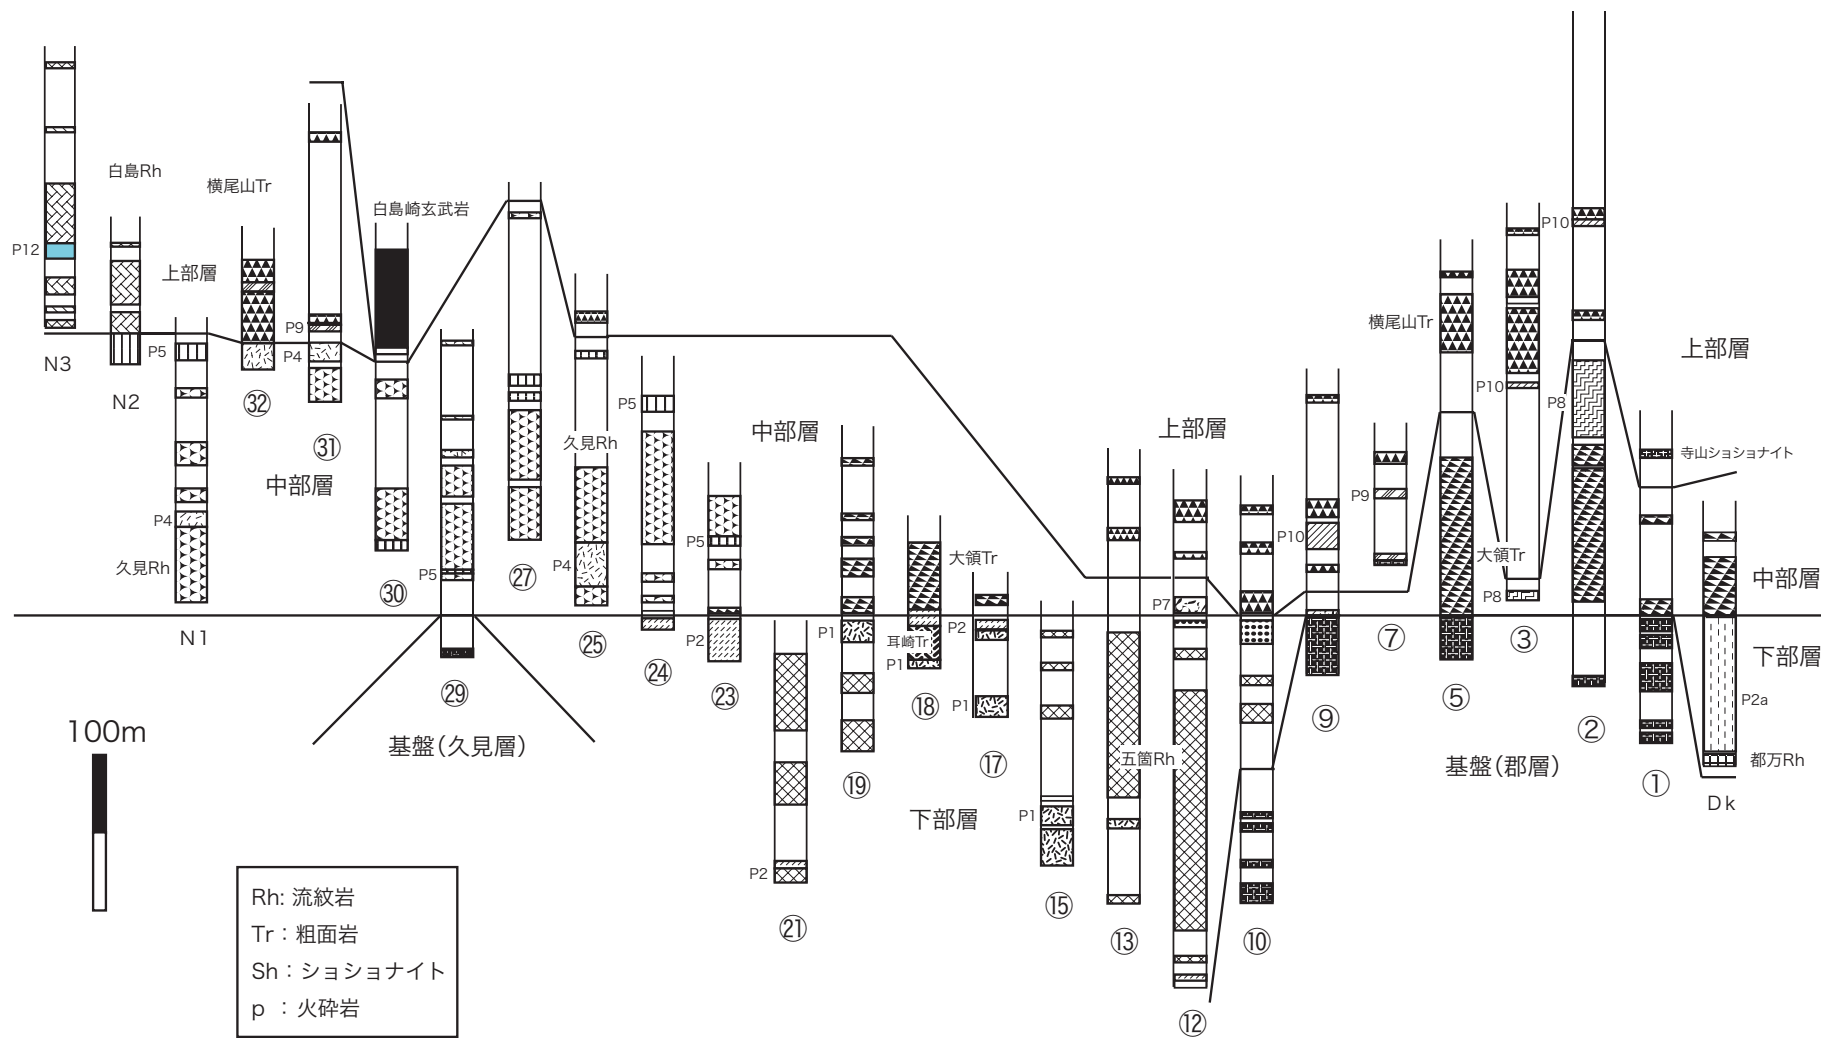 P10
白島Rh
横尾山Tr
白島崎玄武岩
P12
上部層
横尾山Tr
上部層
P9
P5
P4
N3
P10
N2
㉜
P5
P8
中部層
上部層
㉛
久見Rh
寺山ショショナイト
中部層
P9
P4
P5
P10
久見Rh
P4
大領Tr
大領Tr
P5
㉚
㉗
P7
P8
中部層
N1
㉕
P2
P1
耳崎Tr
P2
⑦
③
下部層
㉔
P1
㉙
㉓
⑱
P1
⑨
⑤
P2a
②
100m
基盤（久見層）
⑲
⑰
五箇Rh
基盤（郡層）
①
都万Rh
Dk
下部層
P1
P2
Rh: 流紋岩
⑮
㉑
⑬
⑩
Tr：粗面岩
Sh：ショショナイト
p ：火砕岩
⑫